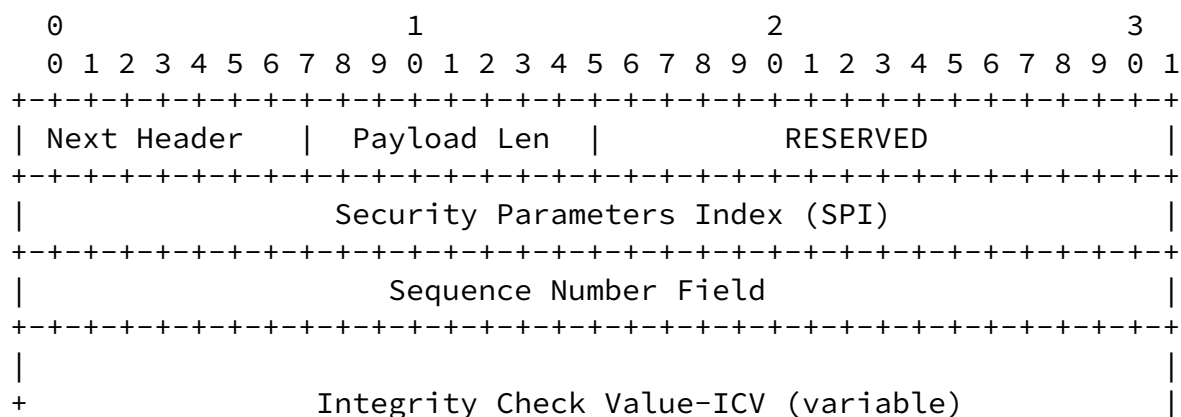 0                   1                   2                   3
 0 1 2 3 4 5 6 7 8 9 0 1 2 3 4 5 6 7 8 9 0 1 2 3 4 5 6 7 8 9 0 1
+-+-+-+-+-+-+-+-+-+-+-+-+-+-+-+-+-+-+-+-+-+-+-+-+-+-+-+-+-+-+-+-+
| Next Header   |  Payload Len  |          RESERVED             |
+-+-+-+-+-+-+-+-+-+-+-+-+-+-+-+-+-+-+-+-+-+-+-+-+-+-+-+-+-+-+-+-+
|                 Security Parameters Index (SPI)               |
+-+-+-+-+-+-+-+-+-+-+-+-+-+-+-+-+-+-+-+-+-+-+-+-+-+-+-+-+-+-+-+-+
|                    Sequence Number Field                      |
+-+-+-+-+-+-+-+-+-+-+-+-+-+-+-+-+-+-+-+-+-+-+-+-+-+-+-+-+-+-+-+-+
|                                                               |
+                Integrity Check Value-ICV (variable)           |